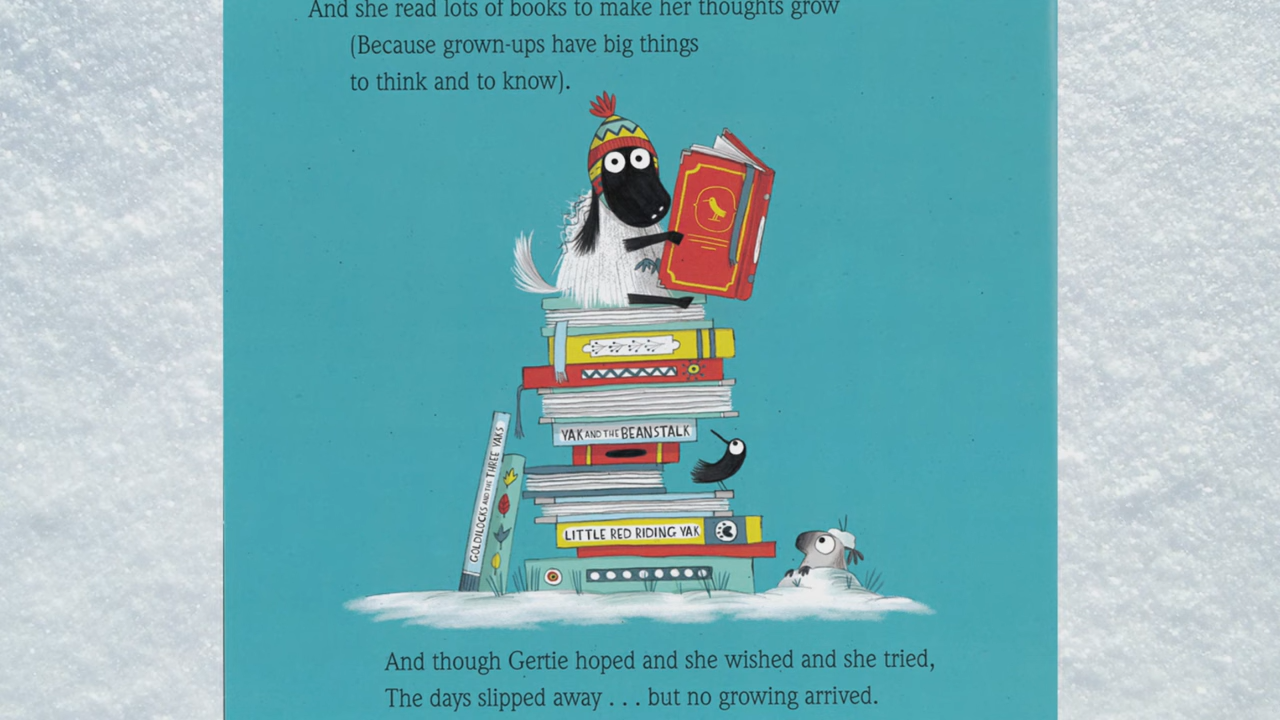 And she read lots of books to make her thoughts grow
(Because grown-ups have big things
to think and to know).
YAK AND THE BEANSTALK
GOLDILOCKS AND THE THREE YAKS
LITTLE RED RIDING YAK
And though Gertie hoped and she wished and she tried,
The days slipped away . . . but no growing arrived.